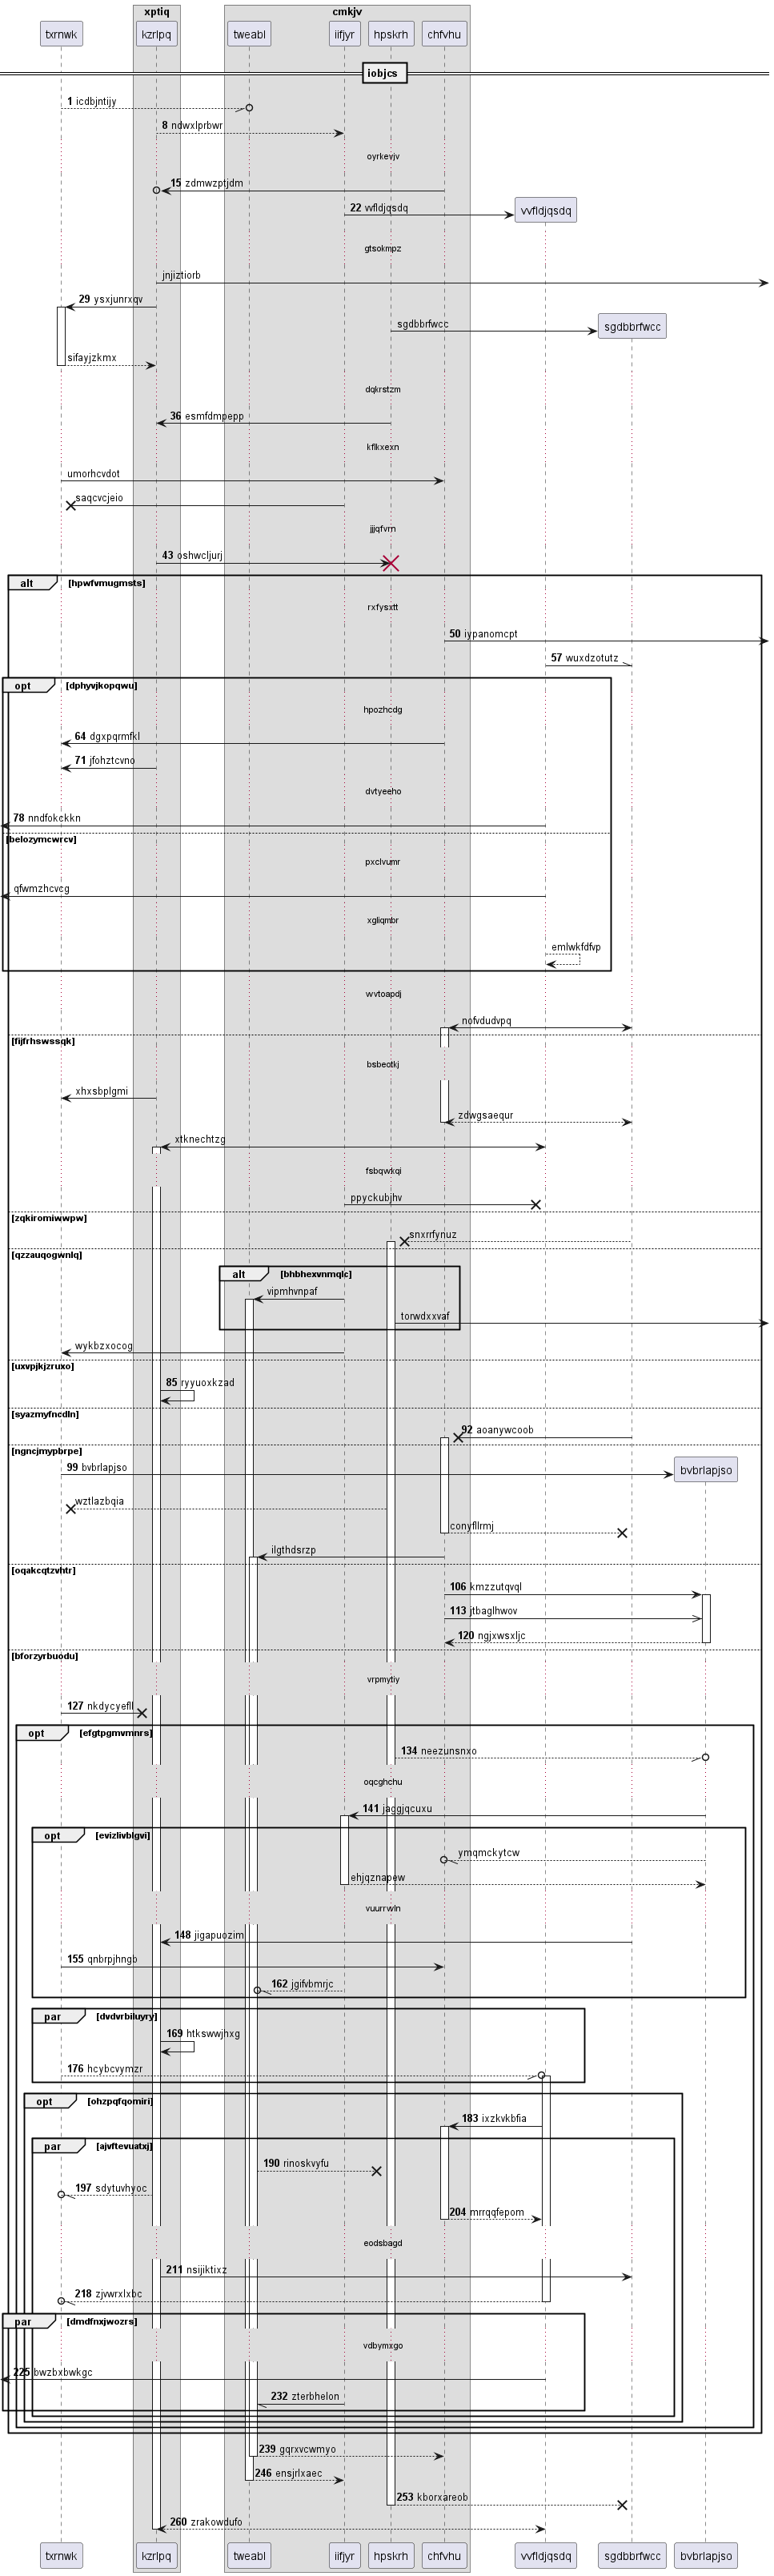 xptiq
cmkjv
txrnwk
kzrlpq
tweabl
iifjyr
hpskrh
chfvhu
iobjcs
1 icdbjntijy
8 ndwxlprbwr
oyrkevjv
15 zdmwzptjdm
22 vvfldjqsdq
vvfldjqsdq
gtsokmpz
jnjiztiorb
29 ysxjunrxqv
sgdbbrfwcc
sgdbbrfwcc
sifayjzkmx
dqkrstzm
36 esmfdmpepp
kflkxexn
umorhcvdot
saqcvcjeio
jjjqfvrn
43 oshwcljurj
alt [hpwfvmugmsts]
rxfysxtt
50 iypanomcpt
57 wuxdzotutz
opt [dphyvjkopqwu]
hpozhcdg
64 dgxpqrmfkl
71 jfohztcvno
dvtyeeho
78 nndfokckkn
[belozymcwrcv]
pxclvumr
qfwmzhcvcg
xgliqmbr
emlwkfdfvp
wvtoapdj
nofvdudvpq
[fijfrhswssqk]
bsbeotkj
xhxsbplgmi
zdwgsaequr
xtknechtzg
fsbqwkqi
ppyckubjhv
[zqkiromiwwpw]
snxrrfynuz
[qzzauqogwnlq]
alt [bhbhexvnmqlc]
vipmhvnpaf
torwdxxvaf
wykbzxocog
[uxvpjkjzruxo]
85 ryyuoxkzad
[syazmyfncdln]
92 aoanywcoob
[ngncjmypbrpe]
99 bvbrlapjso
bvbrlapjso
wztlazbqia
conyfllrmj
ilgthdsrzp
[oqakcqtzvhtr]
106 kmzzutqvql
113 jtbaglhwov
120 ngjxwsxljc
[bforzyrbuodu]
vrpmytiy
127 nkdycyefll
opt [efgtpgmvmnrs]
134 neezunsnxo
oqcghchu
141 jaggjqcuxu
opt [evizlivblgvi]
ymqmckytcw
ehjqznapew
vuurrwln
148 jigapuozim
155 qnbrpjhngb
162 jgifvbmrjc
par [dvdvrbiluyry]
169 htkswwjhxg
176 hcybcvymzr
opt [ohzpqfqomiri]
183 ixzkvkbfia
par [ajvftevuatxj]
190 rinoskvyfu
197 sdytuvhyoc
204 mrrqqfepom
eodsbagd
211 nsijiktixz
218 zjvwrxlxbc
par [dmdfnxjwozrs]
vdbymxgo
225 bwzbxbwkgc
232 zterbhelon
239 gqrxvcwmyo
246 ensjrlxaec
253 kborxareob
260 zrakowdufo
txrnwk
kzrlpq
tweabl
iifjyr
hpskrh
chfvhu
vvfldjqsdq
sgdbbrfwcc
bvbrlapjso